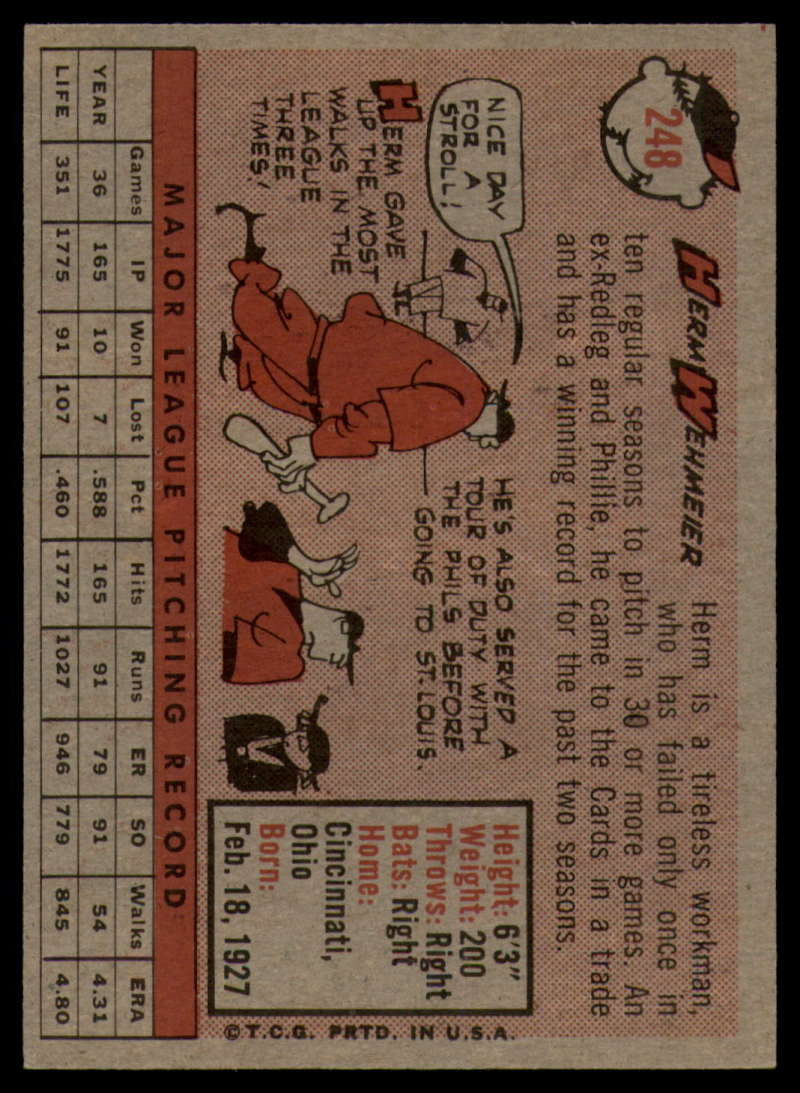 248
HERM WEHMEIER
Herm is a tireless workman,
who has failed only once in
ten regular seasons to pitch in 30 or more games. An
ex-Redleg and Phillie, he came to the Cards in a trade
and has a winning record for the past two seasons.
NICE DAY
FOR A
STROLL!
HERM GAVE
UP THE MOST
WALKS IN THE
LEAGUE
THREE
TIMES!
HE'S ALSO SERVED A
TOUR OF DUTY WITH
THE PHILS BEFORE
GOING TO ST. LOUIS.
Height: 6'3"
Weight: 200
Throws: Right
Bats: Right
Home:
Cincinnati,
Ohio
Born:
Feb. 18, 1927
MAJOR LEAGUE PITCHING RECORD
Games IP Won Lost Pct Hits Runs ER SO Walks ERA
YEAR 36 165 10 7 .588 165 91 79 91 54 4.31
LIFE 351 1775 91 107 .460 1772 1027 946 779 845 4.80
©T.C.G. PRTD. IN U.S.A.